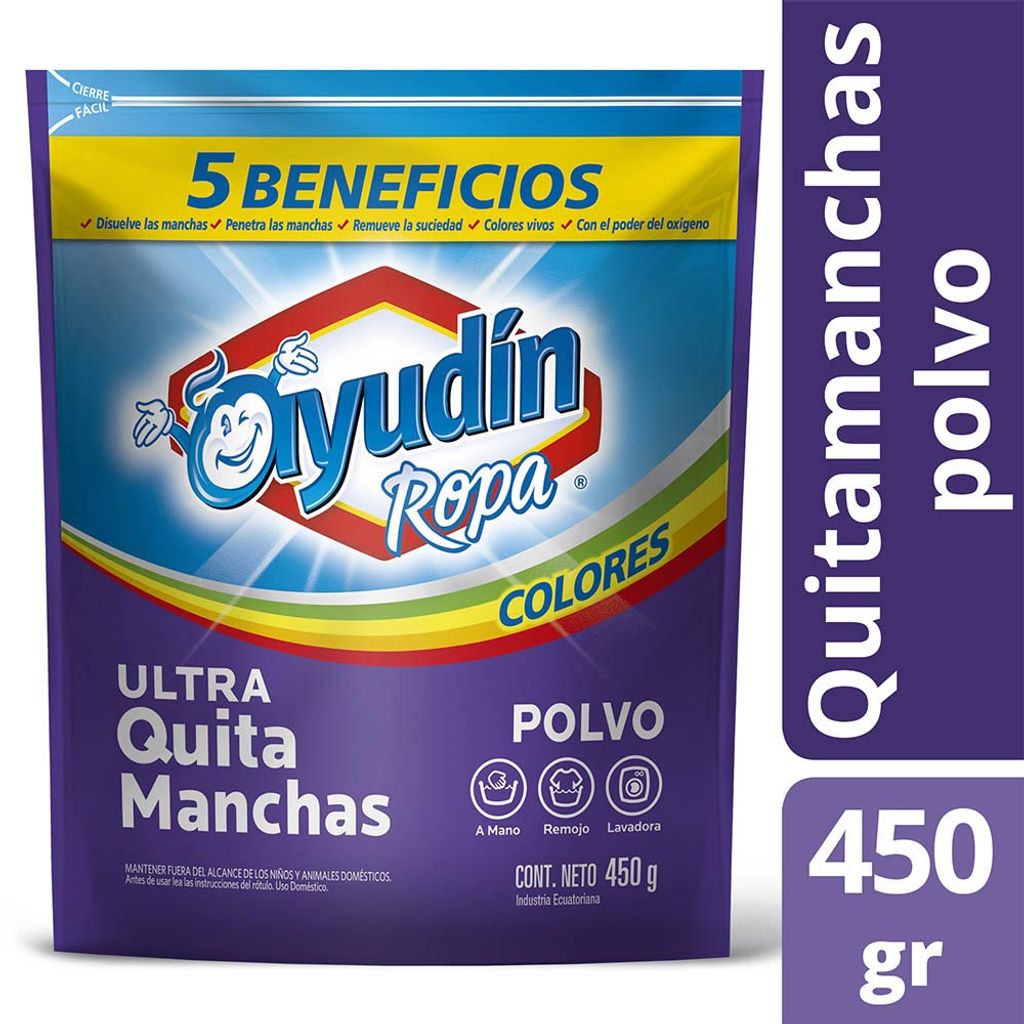 CIERRE
FÁCIL
5 BENEFICIOS
✓ Disuelve las manchas ✓ Penetra las manchas ✓ Remueve la suciedad ✓ Colores vivos ✓ Con el poder del oxígeno
Ayudín
Ropa ®
COLORES
ULTRA
Quita
Manchas
POLVO
A Mano Remojo Lavadora
MANTENER FUERA DEL ALCANCE DE LOS NIÑOS Y ANIMALES DOMÉSTICOS.
Antes de usar lea las instrucciones del rótulo. Uso Doméstico.
CONT. NETO 450 g
Industria Ecuatoriana
Quitamanchas
polvo
450
gr